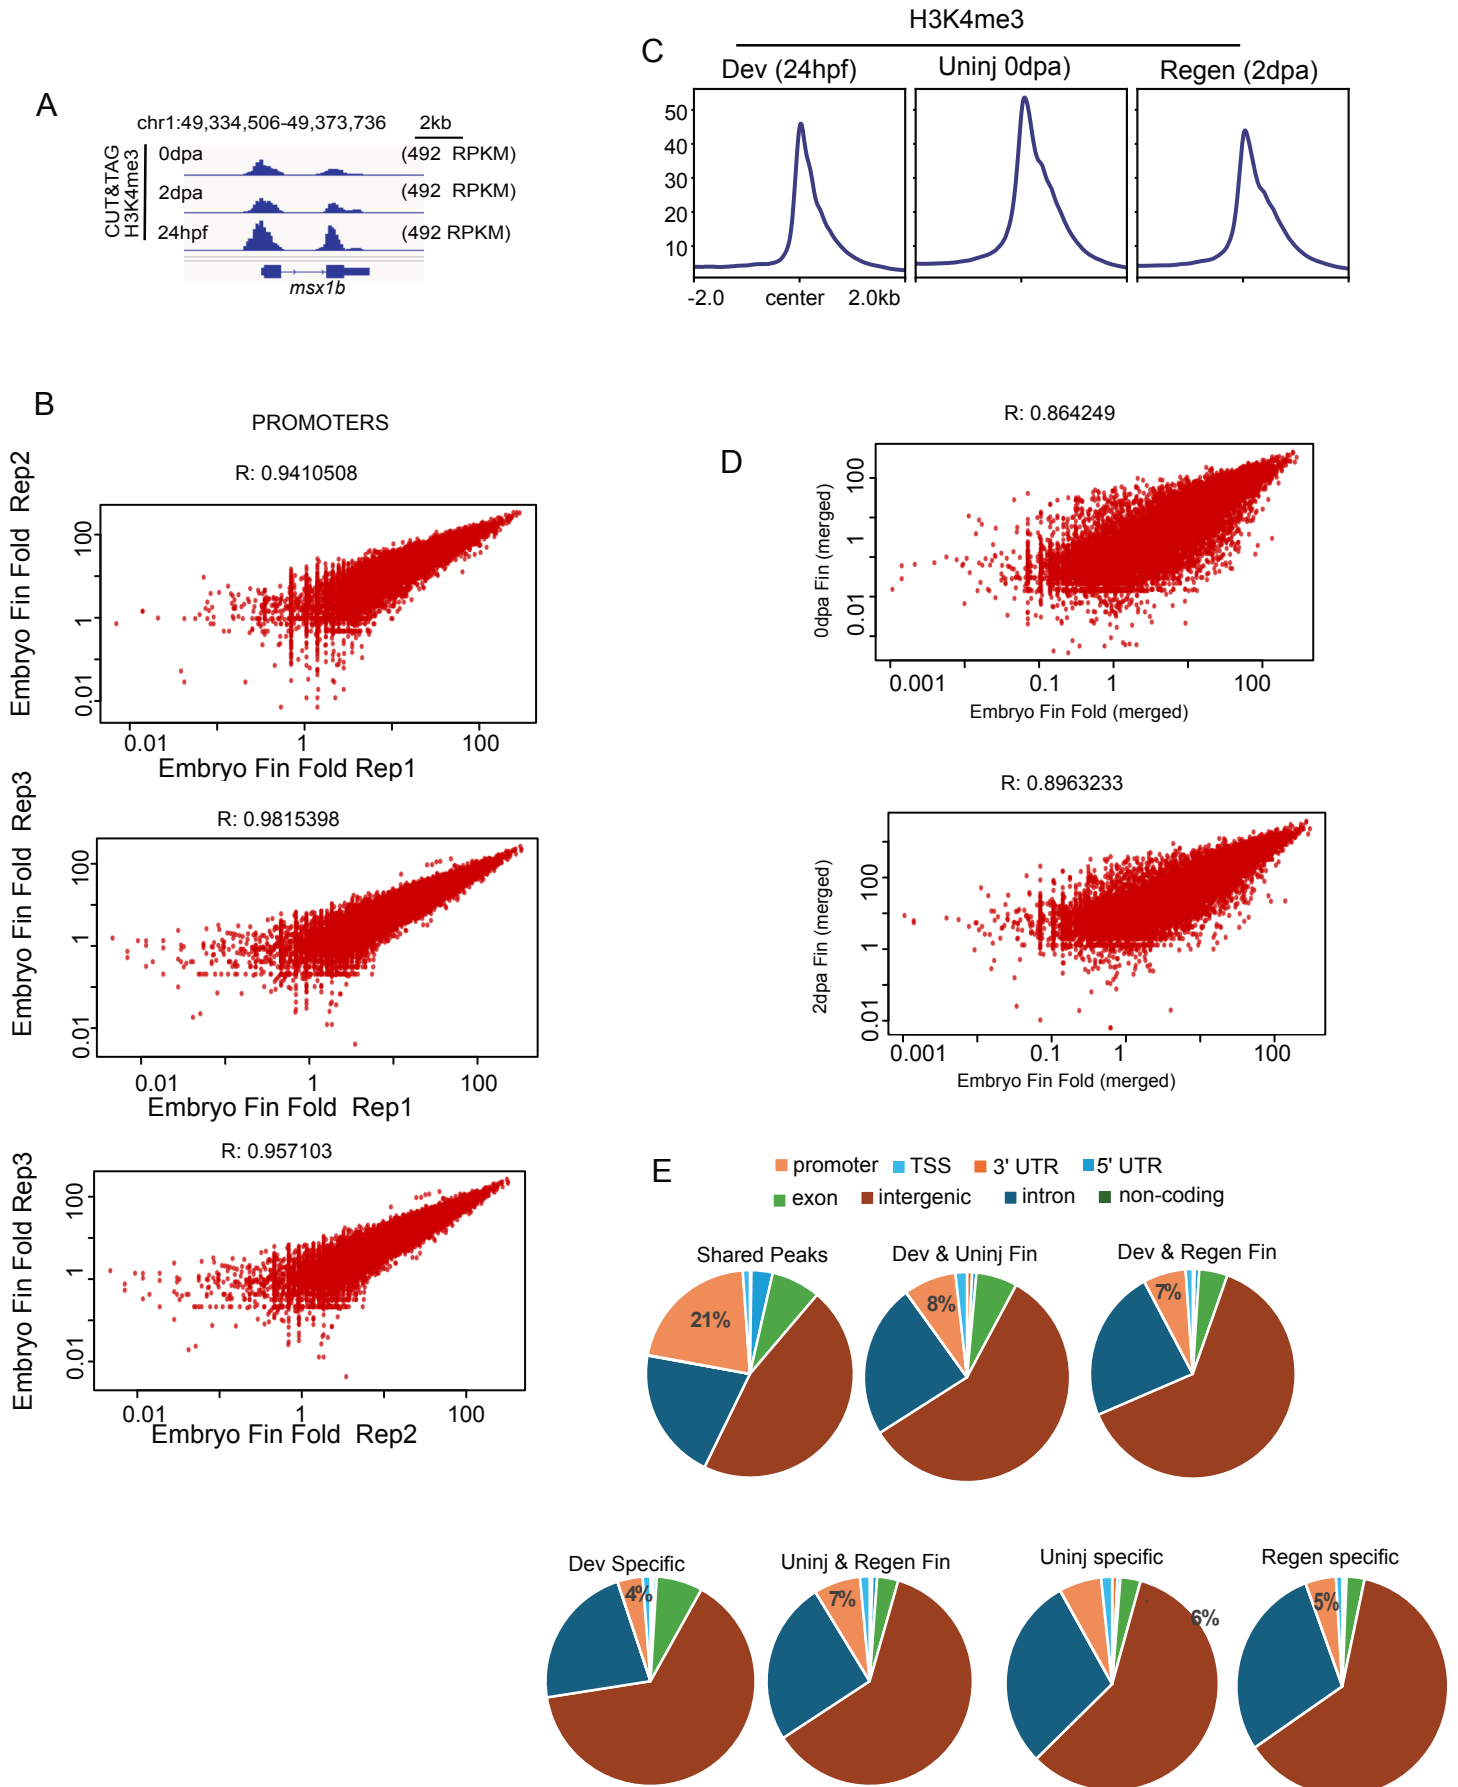 A
chr1:49,334,506-49,373,736
2kb
CUT&TAG
H3K4me3
0dpa
(492 RPKM)
2dpa
(492 RPKM)
24hpf
(492 RPKM)
msx1b
C
H3K4me3
Dev (24hpf)
Uninj 0dpa)
Regen (2dpa)
50
40
30
20
10
-2.0
center
2.0kb
B
PROMOTERS
R: 0.9410508
Embryo Fin Fold Rep2
100
1
0.01
0.01
1
100
Embryo Fin Fold Rep1
R: 0.9815398
Embryo Fin Fold Rep3
100
1
0.01
0.01
1
100
Embryo Fin Fold Rep1
R: 0.957103
Embryo Fin Fold Rep3
100
1
0.01
0.01
1
100
Embryo Fin Fold Rep2
D
R: 0.864249
0dpa Fin (merged)
100
1
0.01
0.001
0.1
1
100
Embryo Fin Fold (merged)
R: 0.8963233
2dpa Fin (merged)
100
1
0.01
0.001
0.1
1
100
Embryo Fin Fold (merged)
E
promoter
TSS
3' UTR
5' UTR
exon
intergenic
intron
non-coding
Shared Peaks
21%
Dev & Uninj Fin
8%
Dev & Regen Fin
7%
Dev Specific
4%
Uninj & Regen Fin
7%
Uninj specific
6%
Regen specific
5%